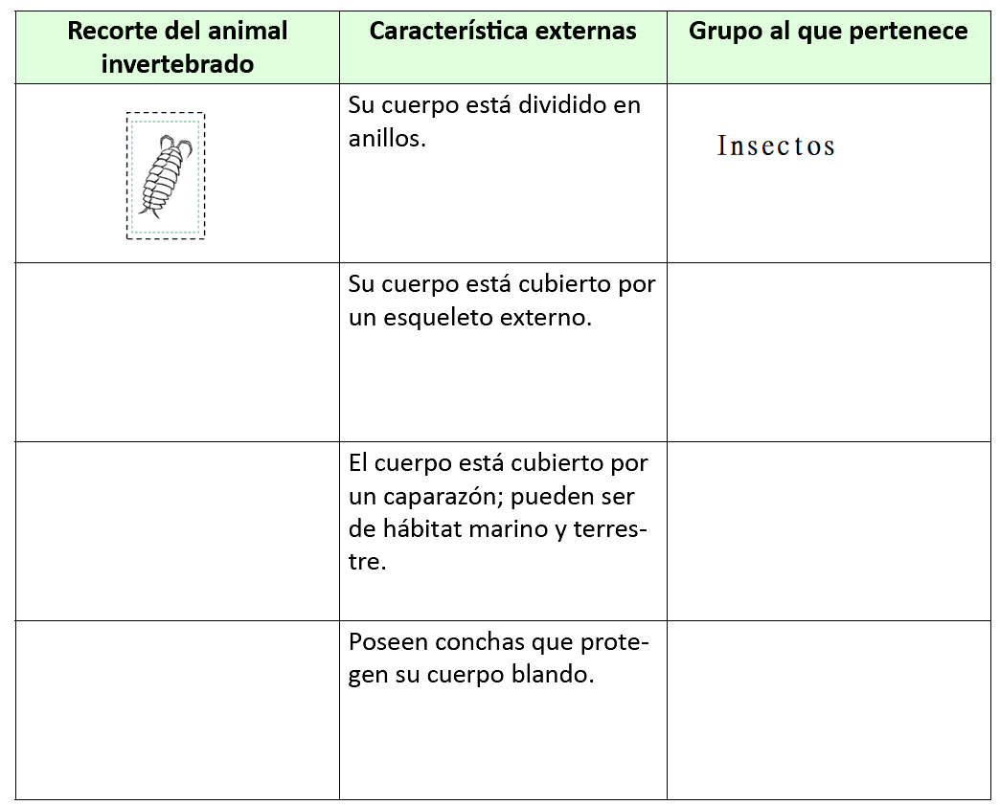 Recorte del animal
invertebrado
Característica externas
Grupo al que pertenece
Su cuerpo está dividido en
anillos.
Insectos
Su cuerpo está cubierto por
un esqueleto externo.
El cuerpo está cubierto por
un caparazón; pueden ser
de hábitat marino y terres-
tre.
Poseen conchas que prote-
gen su cuerpo blando.